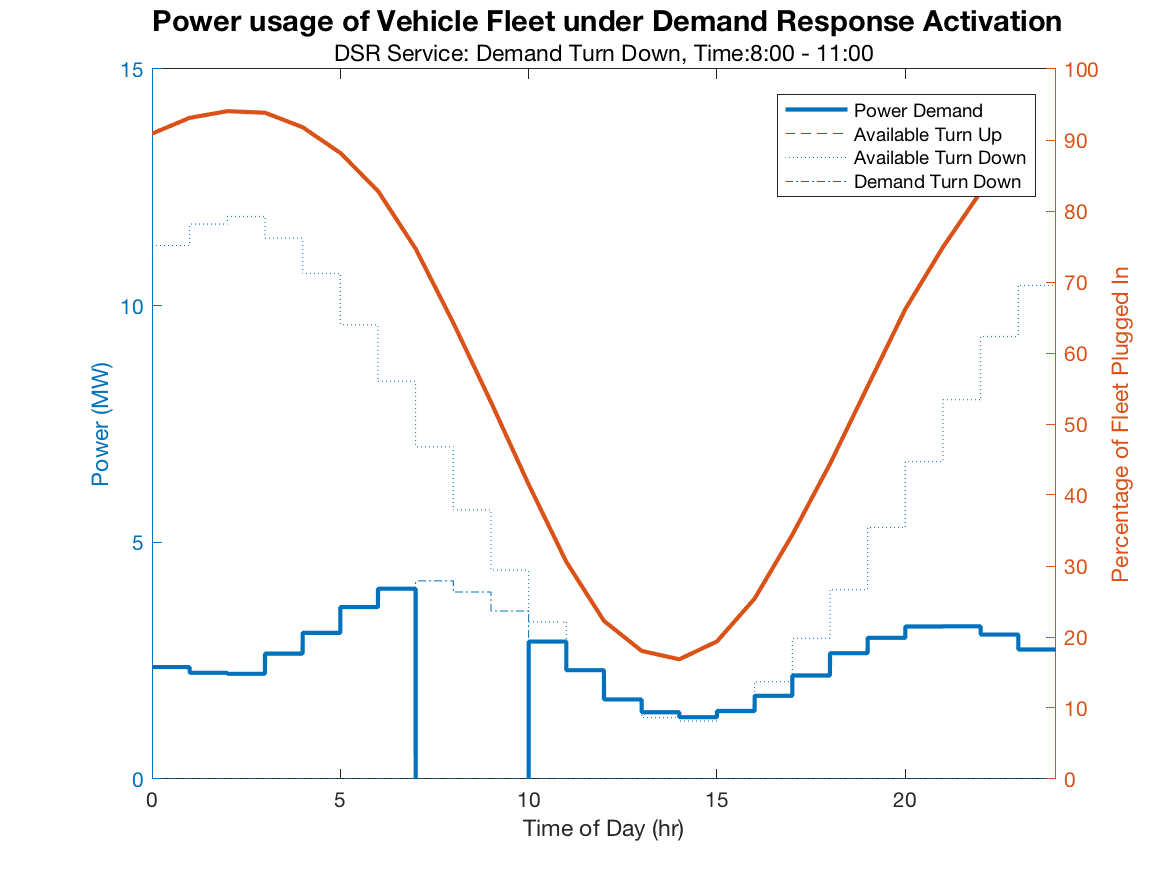 Power usage of Vehicle Fleet under Demand Response Activation
DSR Service: Demand Turn Down, Time:8:00 - 11:00
15
10
5
0
Power (MW)
Power Demand
Available Turn Up
Available Turn Down
Demand Turn Down
100
90
80
70
60
50
40
30
20
10
0
Percentage of Fleet Plugged In
0
5
10
15
20
Time of Day (hr)